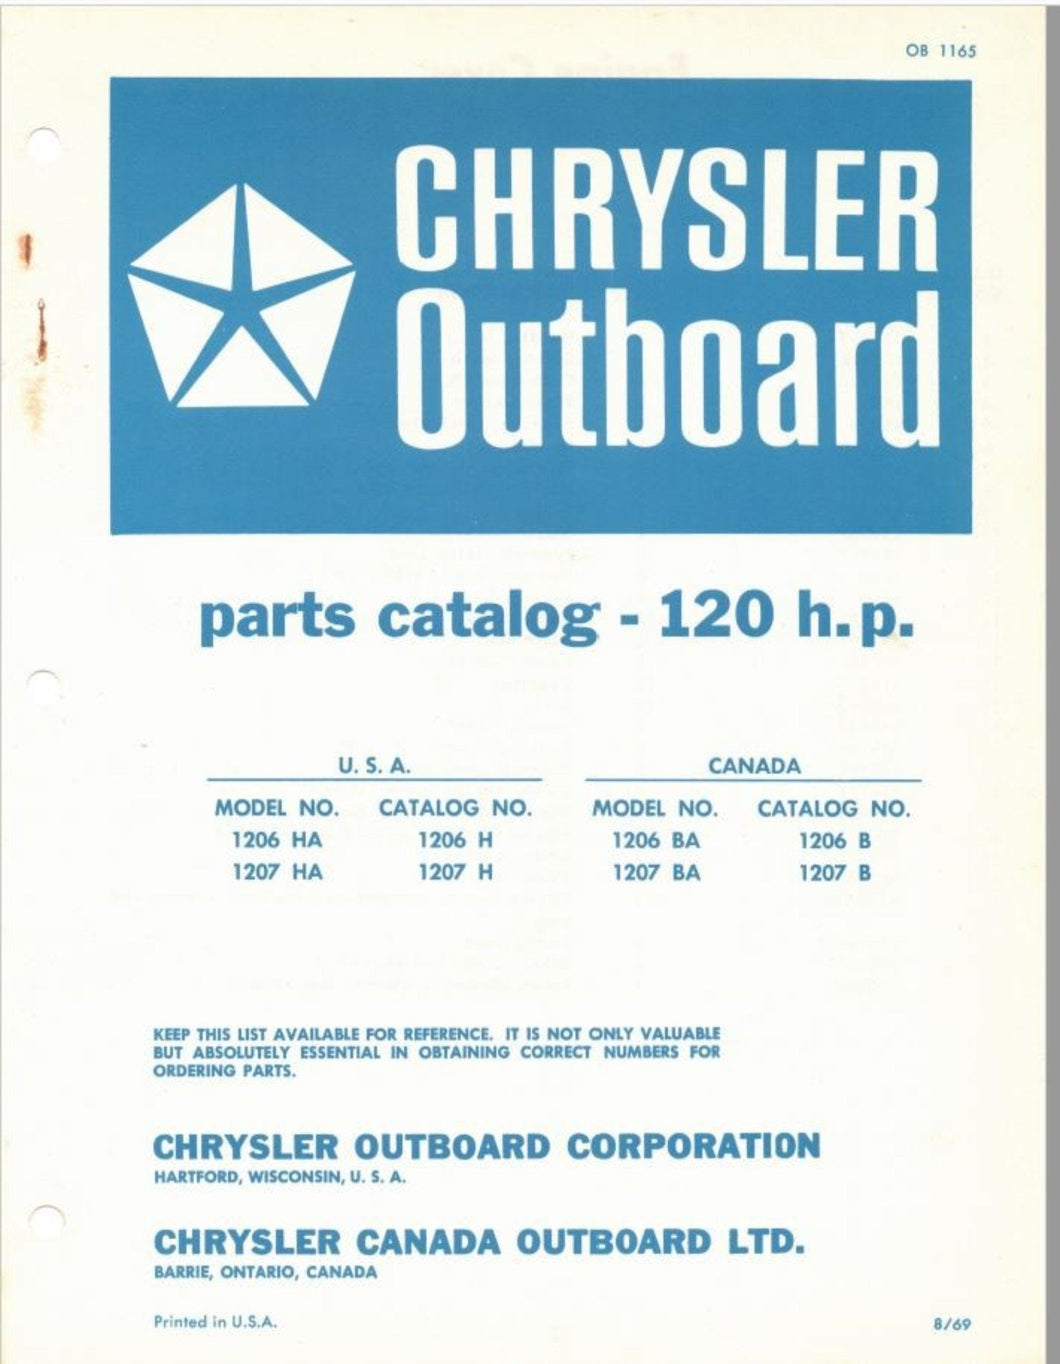 OB 1165
CHRYSLER
Outboard
parts catalog - 120 h.p.
U. S. A. CANADA
MODEL NO. CATALOG NO. MODEL NO. CATALOG NO.
1206 HA 1206 H 1206 BA 1206 B
1207 HA 1207 H 1207 BA 1207 B
KEEP THIS LIST AVAILABLE FOR REFERENCE. IT IS NOT ONLY VALUABLE
BUT ABSOLUTELY ESSENTIAL IN OBTAINING CORRECT NUMBERS FOR
ORDERING PARTS.
CHRYSLER OUTBOARD CORPORATION
HARTFORD, WISCONSIN, U. S. A.
CHRYSLER CANADA OUTBOARD LTD.
BARRIE, ONTARIO, CANADA
Printed in U.S.A. 8/69